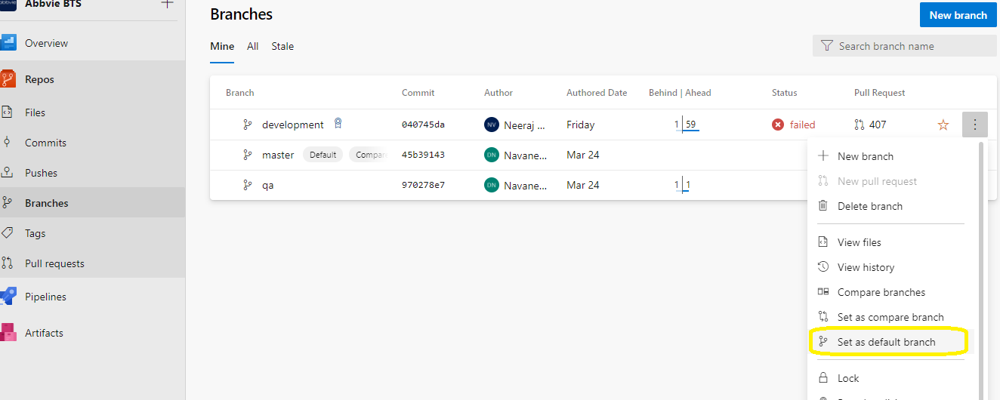 Abbvie BTS
Overview
Repos
Files
Commits
Pushes
Branches
Tags
Pull requests
Pipelines
Artifacts
Branches
New branch
Mine All Stale
Search branch name
Branch Commit Author Authored Date Behind | Ahead Status Pull Request
development 040745da NV Neeraj ... Friday 1 59 failed 407
master Default Compar 45b39143 DN Navane... Mar 24
qa 970278e7 DN Navane... Mar 24 1 1
New branch
New pull request
Delete branch
View files
View history
Compare branches
Set as compare branch
Set as default branch
Lock